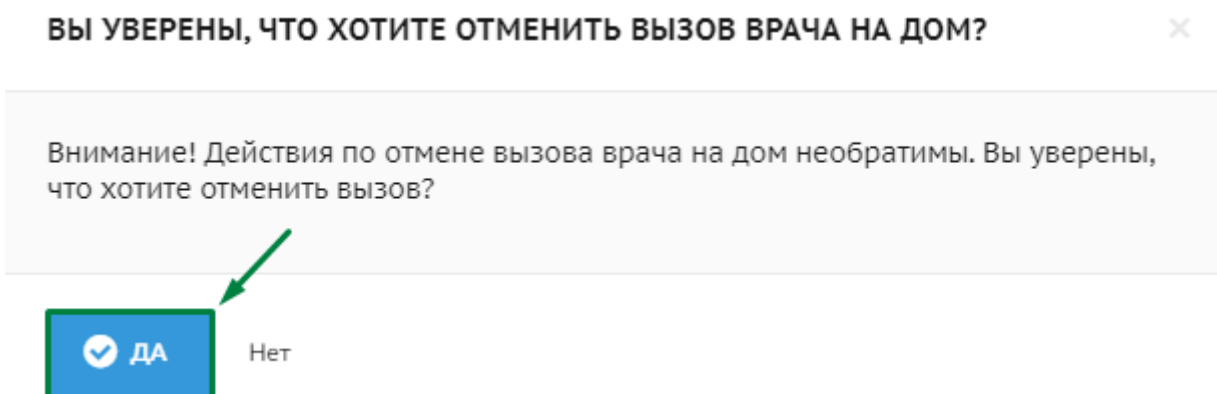 ВЫ УВЕРЕНЫ, ЧТО ХОТИТЕ ОТМЕНИТЬ ВЫЗОВ ВРАЧА НА ДОМ?
Внимание! Действия по отмене вызова врача на дом необратимы. Вы уверены,
что хотите отменить вызов?
ДА Нет